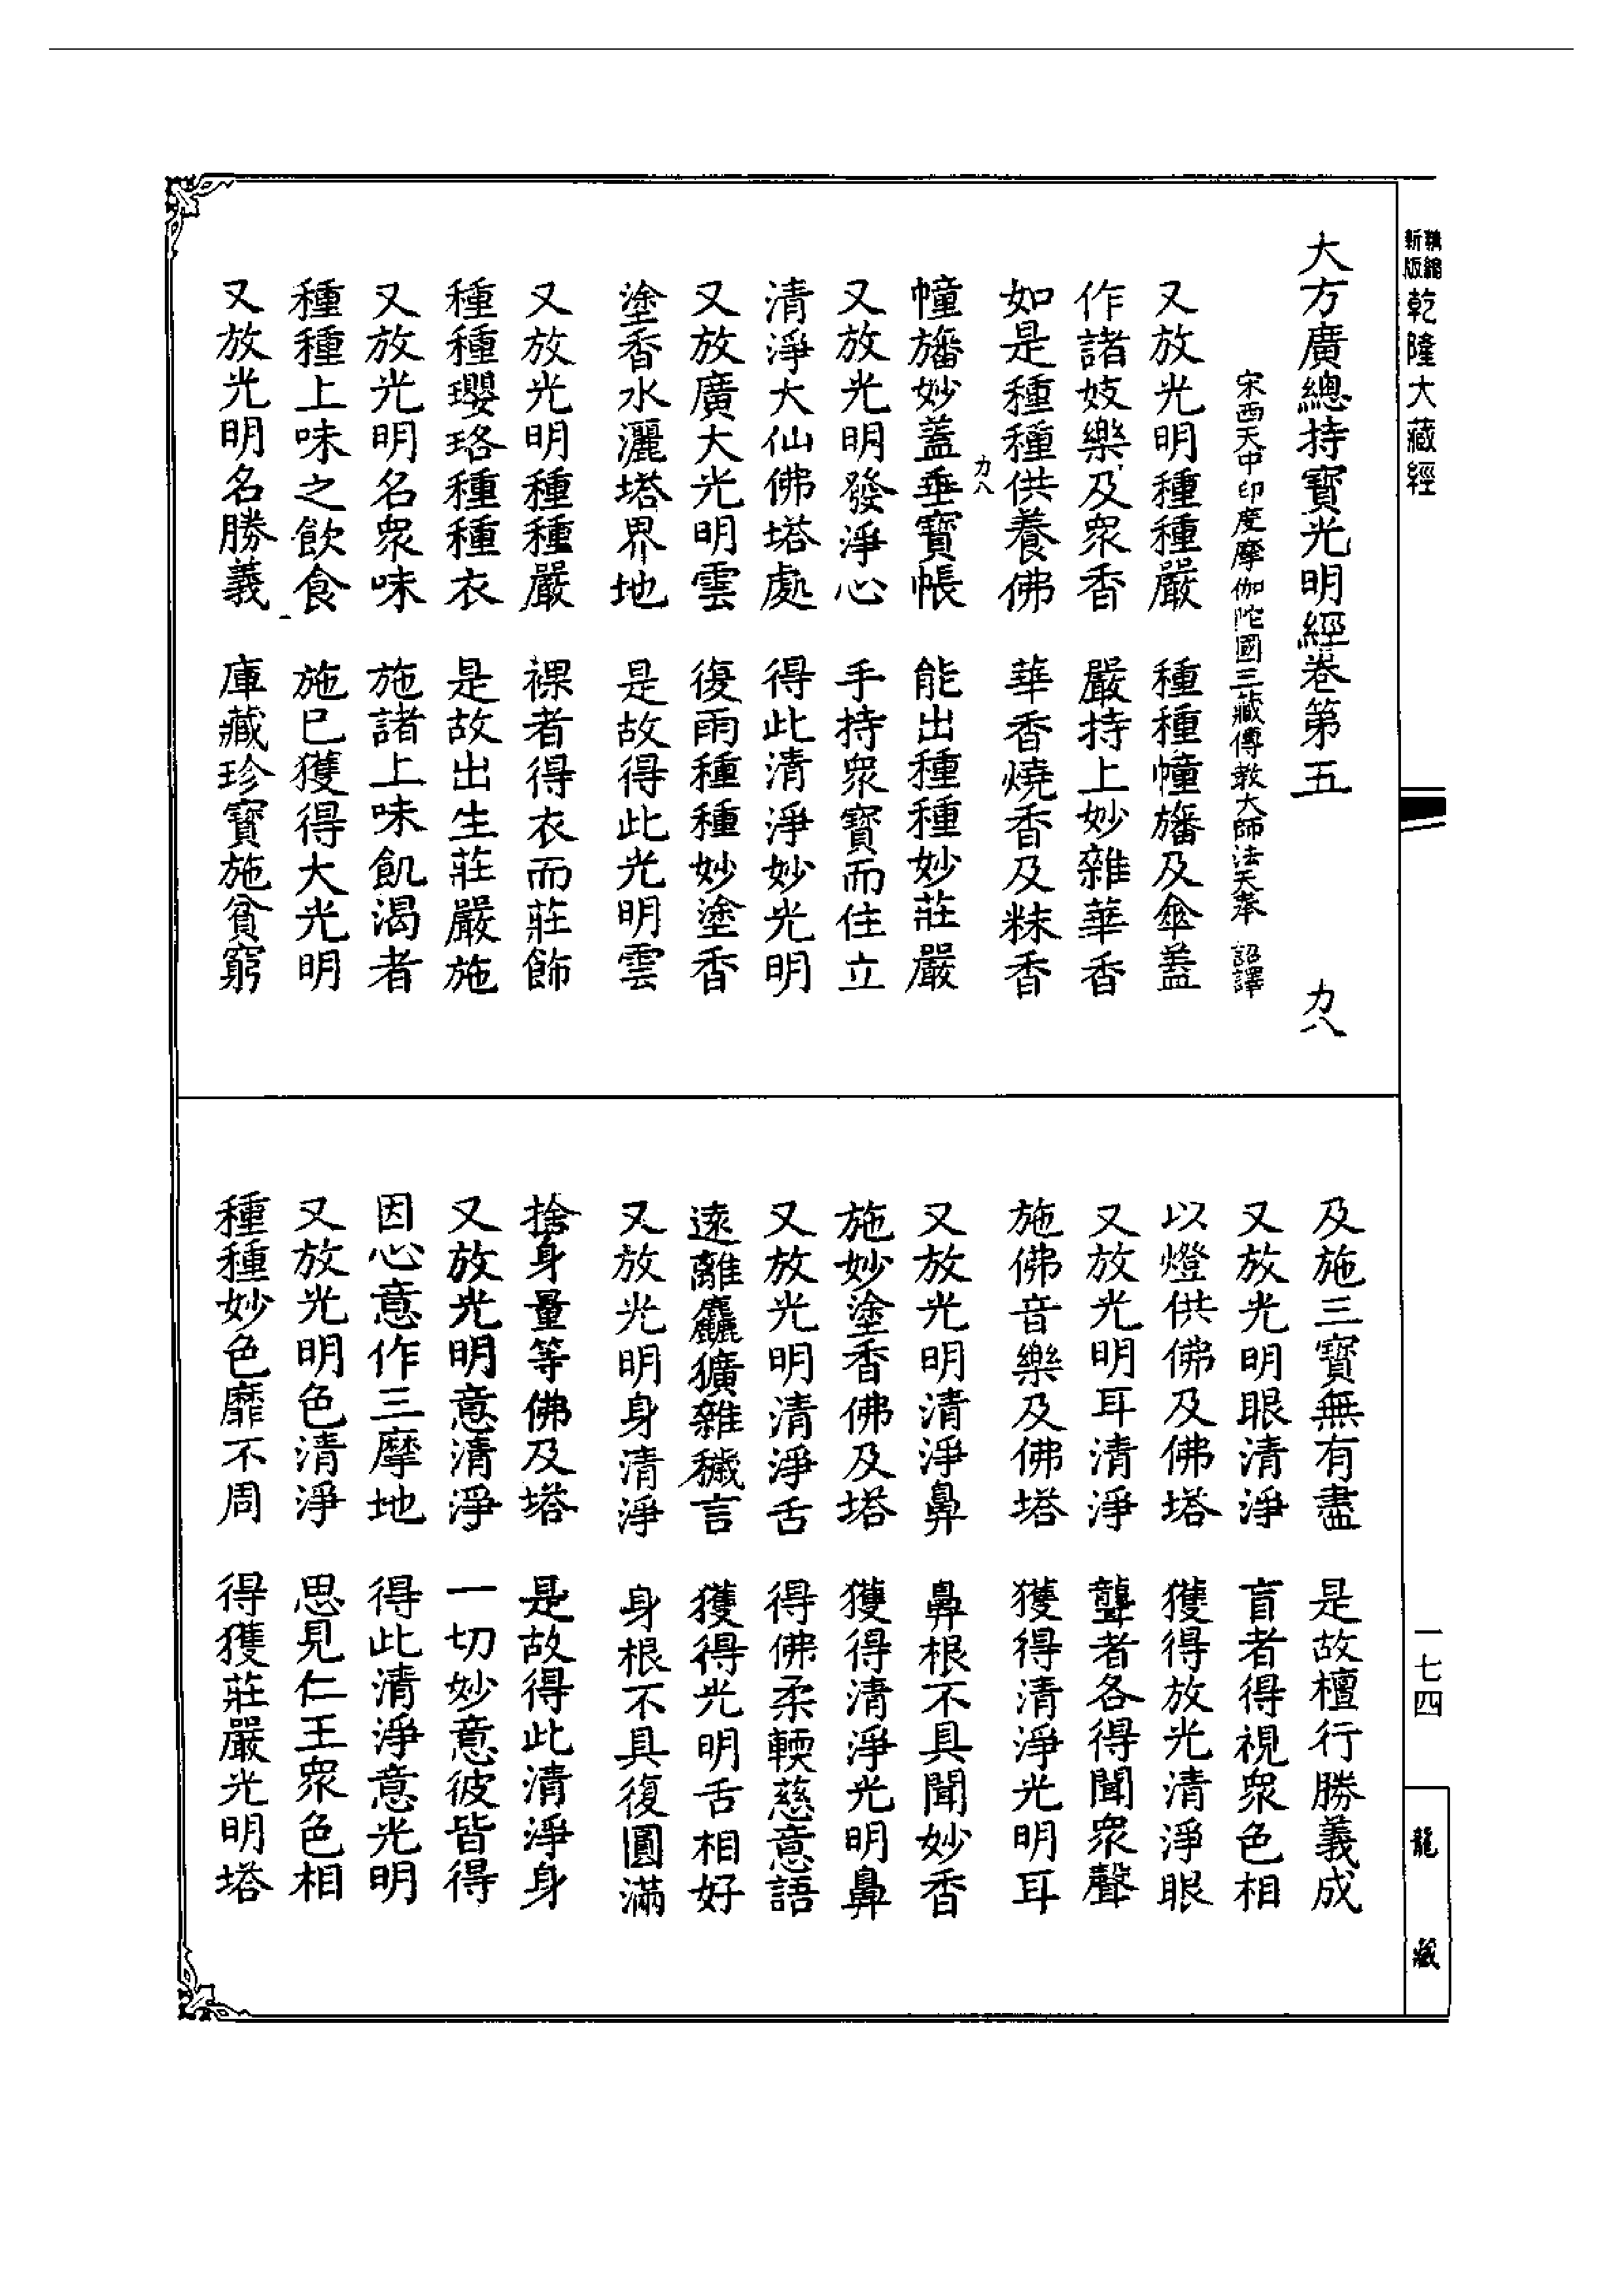 新版
精縮
乾隆大藏經
大方廣總持寶光明經卷第五　力八
宋西天中印度摩伽陀國三藏傳教大師法天奉　詔譯
又放光明種種嚴　種種幢旛及傘蓋
作諸妓樂及眾香　嚴持上妙雜華香
如是種種供養佛　華香燒香及粖香
力八
幢旛妙蓋垂寶帳　能出種種妙莊嚴
又放光明發淨心　手持眾寶而住立
清淨大仙佛塔處　得此清淨妙光明
又放廣大光明雲　復雨種種妙塗香
塗香水灑塔界地　是故得此光明雲
又放光明種種嚴　裸者得衣而莊飾
種種瓔珞種種衣　是故出生莊嚴施
又放光明名眾味　施諸上味飢渴者
種種上味之飲食　施已獲得大光明
又放光明名勝義　庫藏珍寶施貧窮
及施三寶無有盡　是故檀行勝義成
又放光明眼清淨　盲者得視眾色相
以燈供佛及佛塔　獲得放光清淨眼
又放光明耳清淨　聾者各得聞眾聲
施佛音樂及佛塔　獲得清淨光明耳
又放光明清淨鼻　鼻根不具聞妙香
施妙塗香佛及塔　獲得清淨光明鼻
又放光明清淨舌　得佛柔輭慈意語
遠離麤獷雜穢言　獲得光明舌相好
又放光明身清淨　身根不具復圓滿
捨身量等佛及塔　是故得此清淨身
又放光明意清淨　一切妙意彼皆得
因心意作三摩地　得此清淨意光明
又放光明色清淨　思見仁王眾色相
種種妙色靡不周　得獲莊嚴光明塔
一七四
龍藏